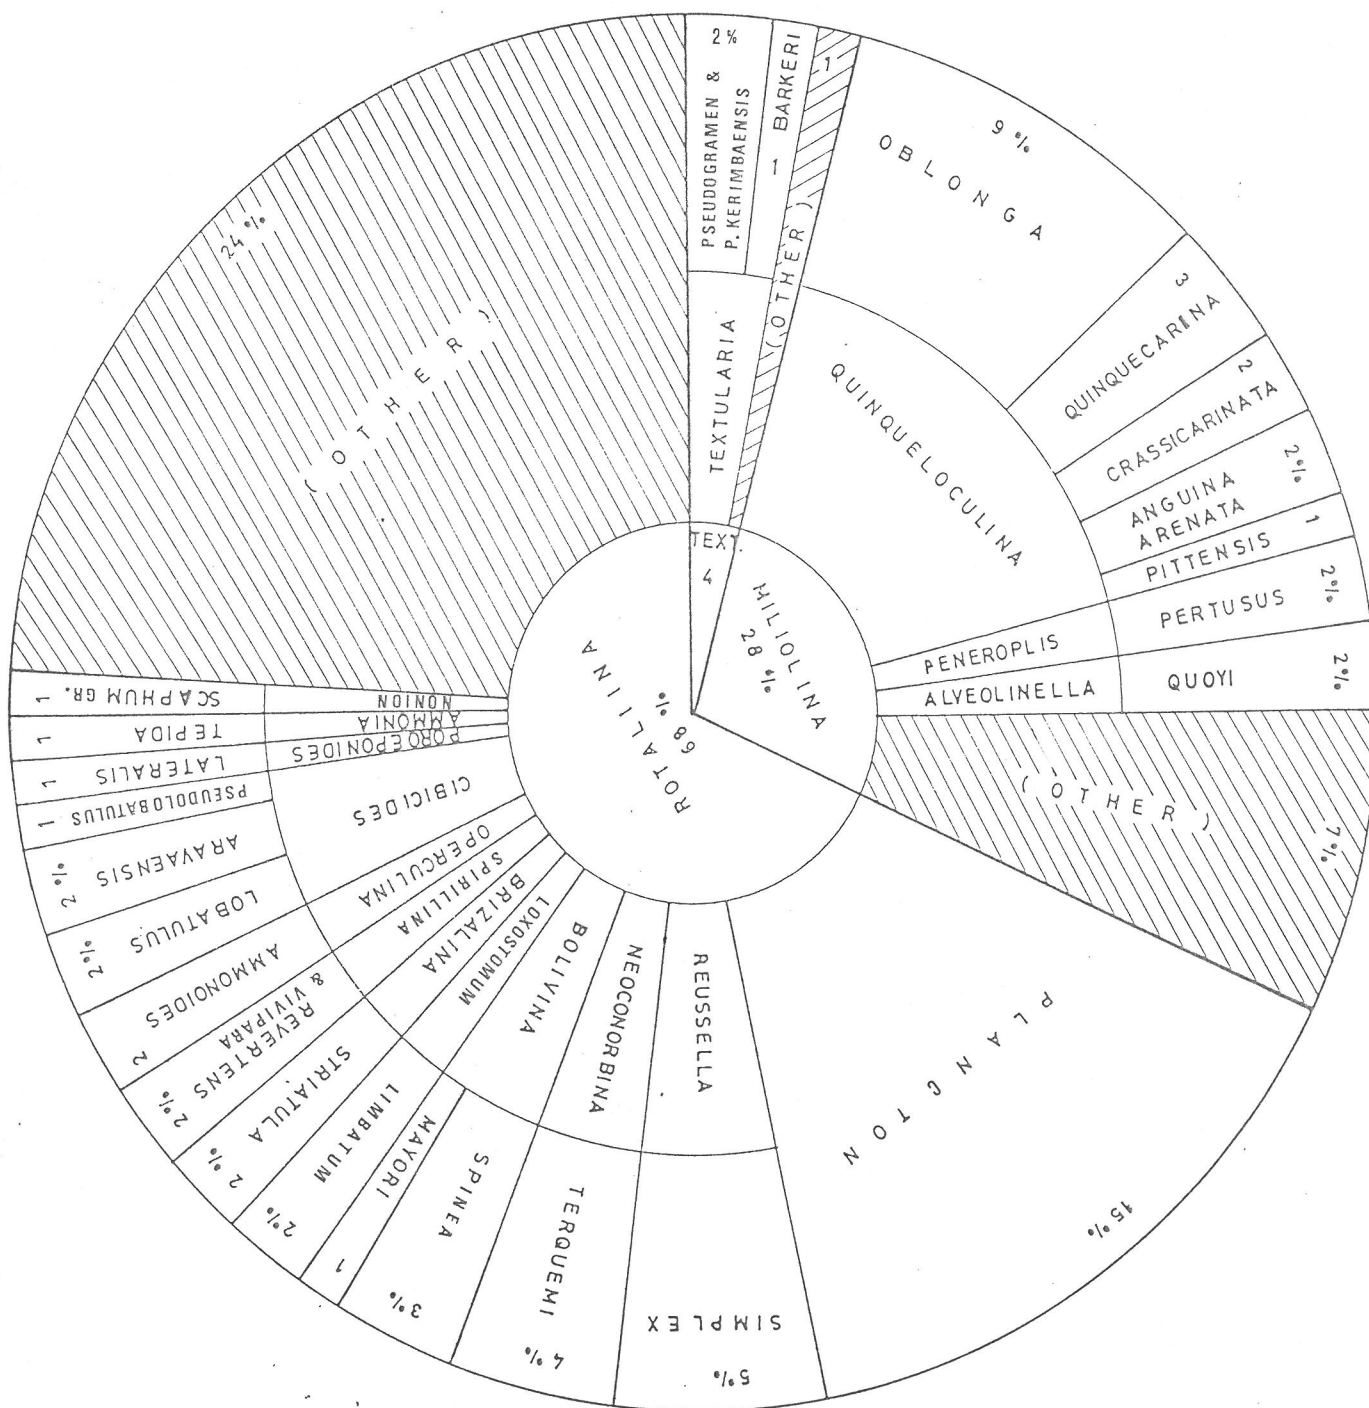 TEXT.
4
MILIOLINA
28 %
ROTALIINA
68 %
TEXTULARIA
2%
PSEUDOGRAMEN &
P. KERIMBAENSIS
BARKERI
1
(OTHER)
1
QUINQUELOCULINA
9 %
OBLONGA
3
QUINQUECARINA
2
CRASSICARINATA
2%
ANGUINA
ARENATA
1
PITTENSIS
PENEROPLIS
PERTUSUS
2%
ALVEOLINELLA
QUOYI
2%
(OTHER)
7%
PLANCTON
15%
REUSSELLA
SIMPLEX
5%
NEOCONORBINA
TERQUEMI
4%
BOLIVINA
SPINEA
3%
MAYORI
1
LOXOSTOMUM
LIMBATUM
2%
BRIZALINA
STRIATULA
2%
SPIRILLINA
REVERTENS
& VIVIPARA
2%
OPERCULINA
AMMONOIDES
2
CIBICIDES
LOBATULUS
2%
ARAVAENSIS
2%
PSEUDOLOBATULUS
1
POROEPONIDES
LATERALIS
1
AMMONIA
TEPIDA
1
NONION
SCAPHUM GR.
1
(OTHER)
24%